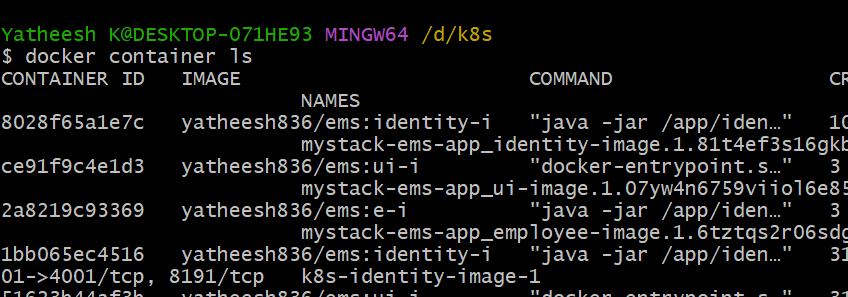 Yatheesh K@DESKTOP-071HE93 MINGW64 /d/k8s
$ docker container ls
CONTAINER ID   IMAGE                        COMMAND                  CR
                         NAMES
8028f65a1e7c   yatheesh836/ems:identity-i   "java -jar /app/iden…"   10
                         mystack-ems-app_identity-image.1.81t4ef3s16gkb
ce91f9c4e1d3   yatheesh836/ems:ui-i         "docker-entrypoint.s…"   3
                         mystack-ems-app_ui-image.1.07yw4n6759viiol6e85
2a8219c93369   yatheesh836/ems:e-i          "java -jar /app/iden…"   3
                         mystack-ems-app_employee-image.1.6tztqs2r06sdg
1bb065ec4516   yatheesh836/ems:identity-i   "java -jar /app/iden…"   31
01->4001/tcp, 8191/tcp   k8s-identity-image-1